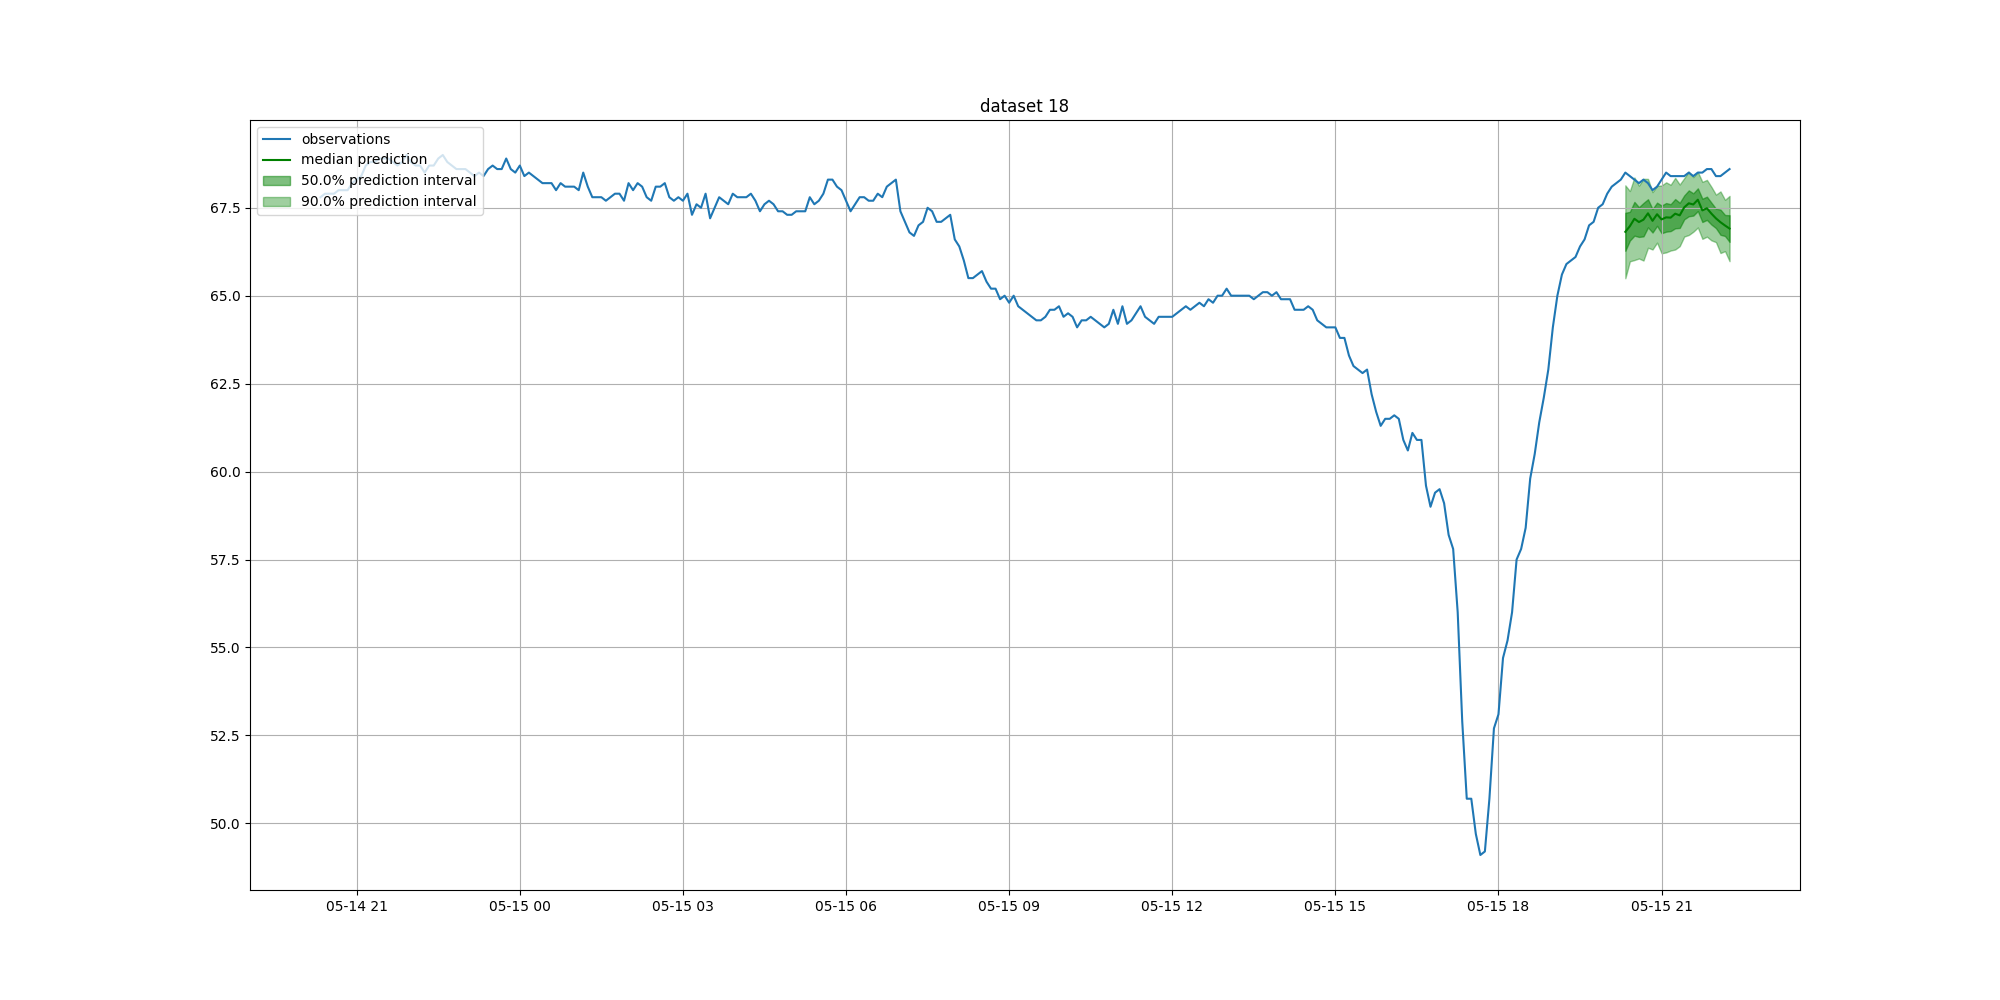 dataset 18
observations
median prediction
50.0% prediction interval
90.0% prediction interval
67.5
65.0
62.5
60.0
57.5
55.0
52.5
50.0
05-14 21 05-15 00 05-15 03 05-15 06 05-15 09 05-15 12 05-15 15 05-15 18 05-15 21